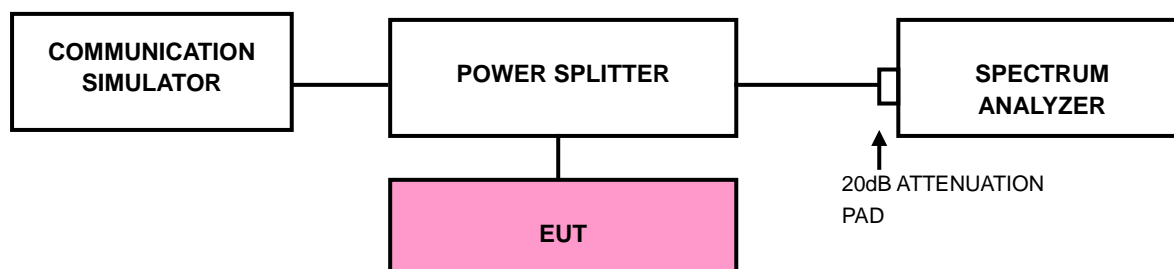 COMMUNICATION
SIMULATOR
POWER SPLITTER
SPECTRUM
ANALYZER
20dB ATTENUATION
PAD
EUT